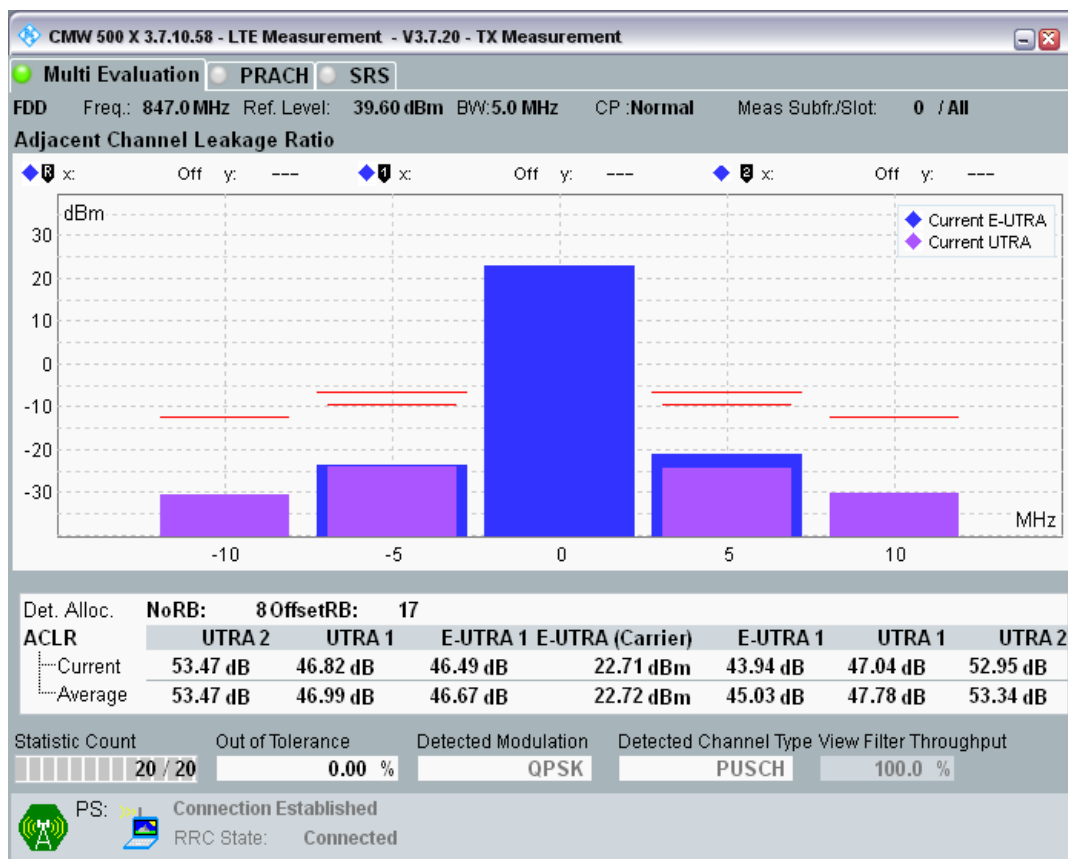 CMW 500 X 3.7.10.58 - LTE Measurement - V3.7.20 - TX Measurement
Multi Evaluation PRACH SRS
FDD Freq.: 847.0 MHz Ref. Level: 39.60 dBm BW:5.0 MHz CP :Normal Meas Subfr./Slot: 0 / All
Adjacent Channel Leakage Ratio
R x: Off y: --- 1 x: Off y: --- 2 x: Off y: ---
dBm
Current E-UTRA
Current UTRA
30
20
10
0
-10
-20
-30
MHz
-10 -5 0 5 10
Det. Alloc. NoRB: 8 OffsetRB: 17
ACLR UTRA 2 UTRA 1 E-UTRA 1 E-UTRA (Carrier) E-UTRA 1 UTRA 1 UTRA 2
Current 53.47 dB 46.82 dB 46.49 dB 22.71 dBm 43.94 dB 47.04 dB 52.95 dB
Average 53.47 dB 46.99 dB 46.67 dB 22.72 dBm 45.03 dB 47.78 dB 53.34 dB
Statistic Count Out of Tolerance Detected Modulation Detected Channel Type View Filter Throughput
20 / 20 0.00 % QPSK PUSCH 100.0 %
PS: Connection Established
RRC State: Connected